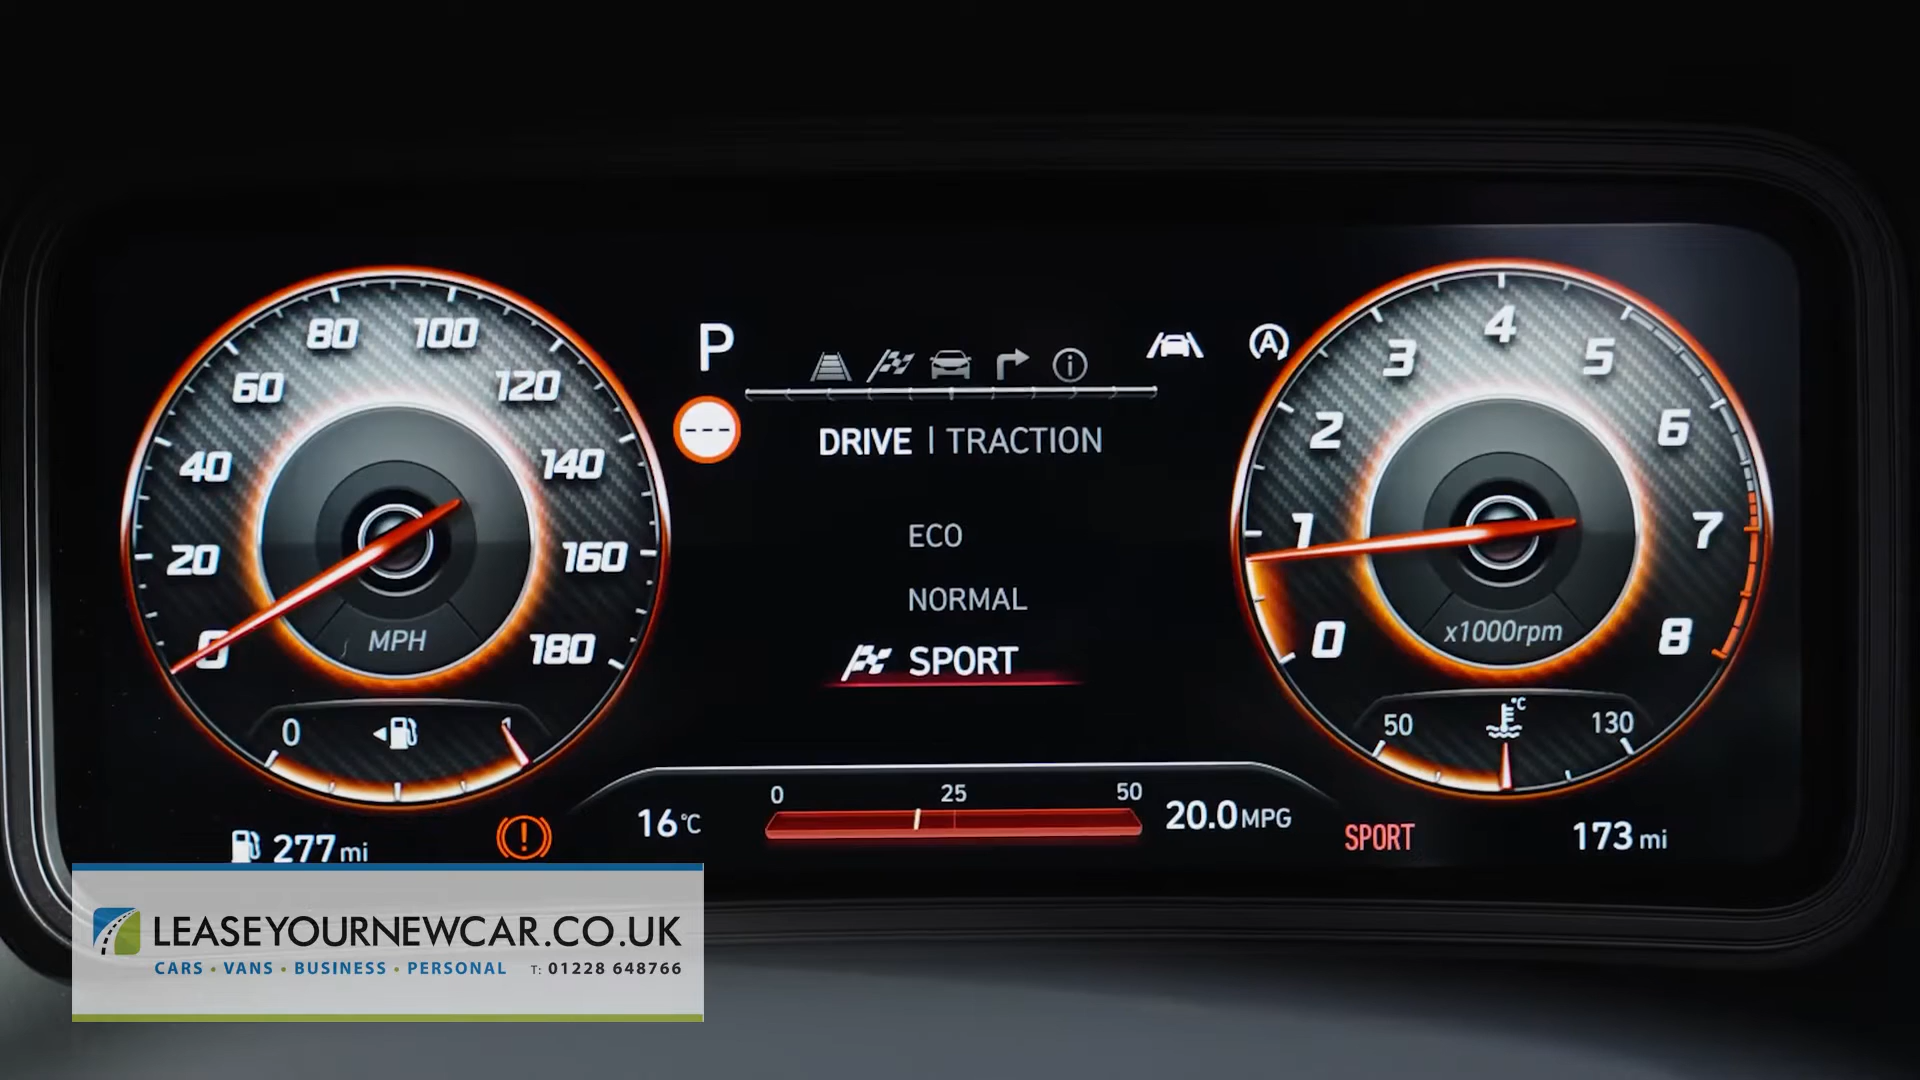 80 100
60 120
40 140
20 160
0 180
MPH
0 1
277 mi
P
---
DRIVE | TRACTION
ECO
NORMAL
SPORT
16°C
0 25 50
20.0 MPG
A
4
3 5
2 6
1 7
0 8
x1000rpm
°C
50 130
SPORT
173 mi
LEASEYOURNEWCAR.CO.UK
CARS • VANS • BUSINESS • PERSONAL T: 01228 648766